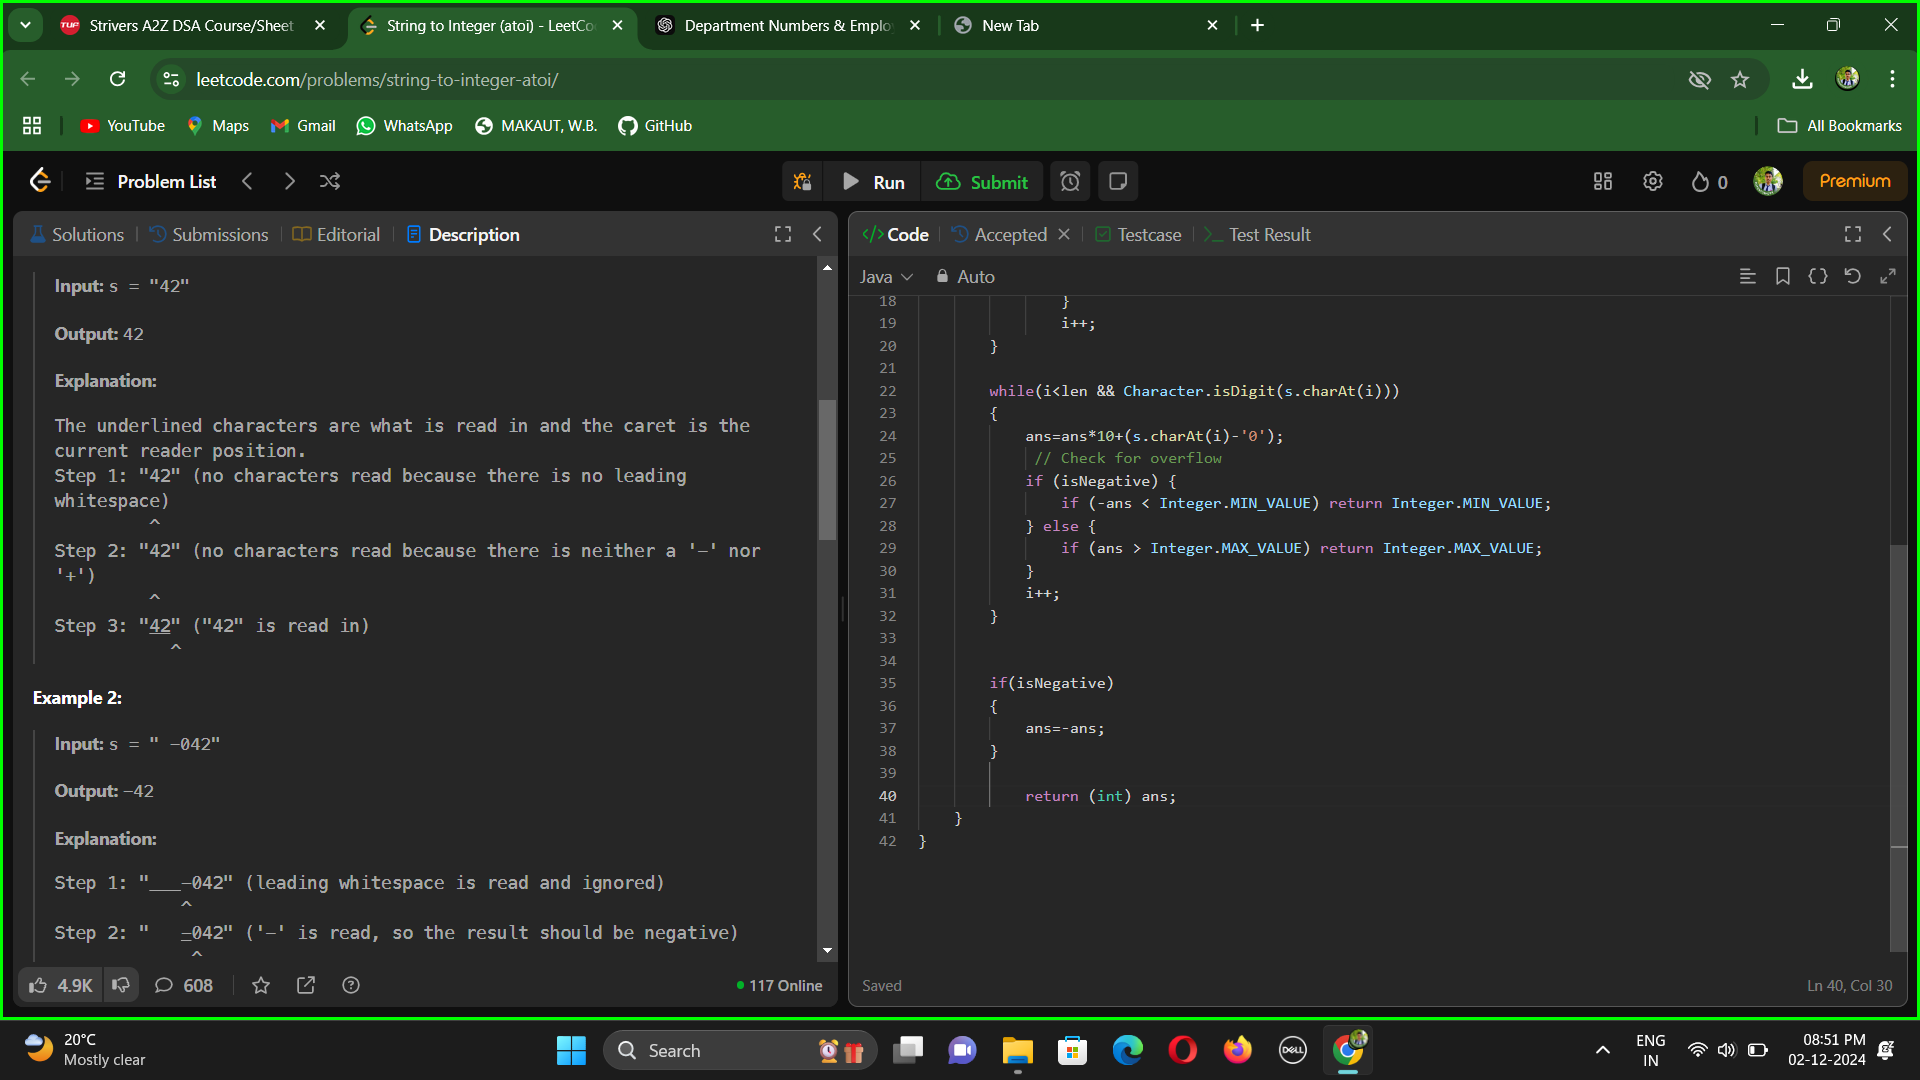 Strivers A2Z DSA Course/Sheet
String to Integer (atoi) - LeetCo
Department Numbers & Emplo
New Tab
leetcode.com/problems/string-to-integer-atoi/
YouTube
Maps
Gmail
WhatsApp
MAKAUT, W.B.
GitHub
All Bookmarks
Problem List
Run
Submit
0
Premium
Solutions
Submissions
Editorial
Description
Input: s = "42"
Output: 42
Explanation:
The underlined characters are what is read in and the caret is the
current reader position.
Step 1: "42" (no characters read because there is no leading
whitespace)
^
Step 2: "42" (no characters read because there is neither a '-' nor
'+')
^
Step 3: "42" ("42" is read in)
^
Example 2:
Input: s = " -042"
Output: -42
Explanation:
Step 1: "___-042" (leading whitespace is read and ignored)
^
Step 2: "   -042" ('-' is read, so the result should be negative)
^
4.9K
608
117 Online
</> Code
Accepted
Testcase
Test Result
Java
Auto
18 }
19 i++;
20 }
21
22 while(i<len && Character.isDigit(s.charAt(i)))
23 {
24 ans=ans*10+(s.charAt(i)-'0');
25 // Check for overflow
26 if (isNegative) {
27 if (-ans < Integer.MIN_VALUE) return Integer.MIN_VALUE;
28 } else {
29 if (ans > Integer.MAX_VALUE) return Integer.MAX_VALUE;
30 }
31 i++;
32 }
33
34
35 if(isNegative)
36 {
37 ans=-ans;
38 }
39
40 return (int) ans;
41 }
42 }
Saved
Ln 40, Col 30
20°C
Mostly clear
Search
DELL
ENG
IN
08:51 PM
02-12-2024